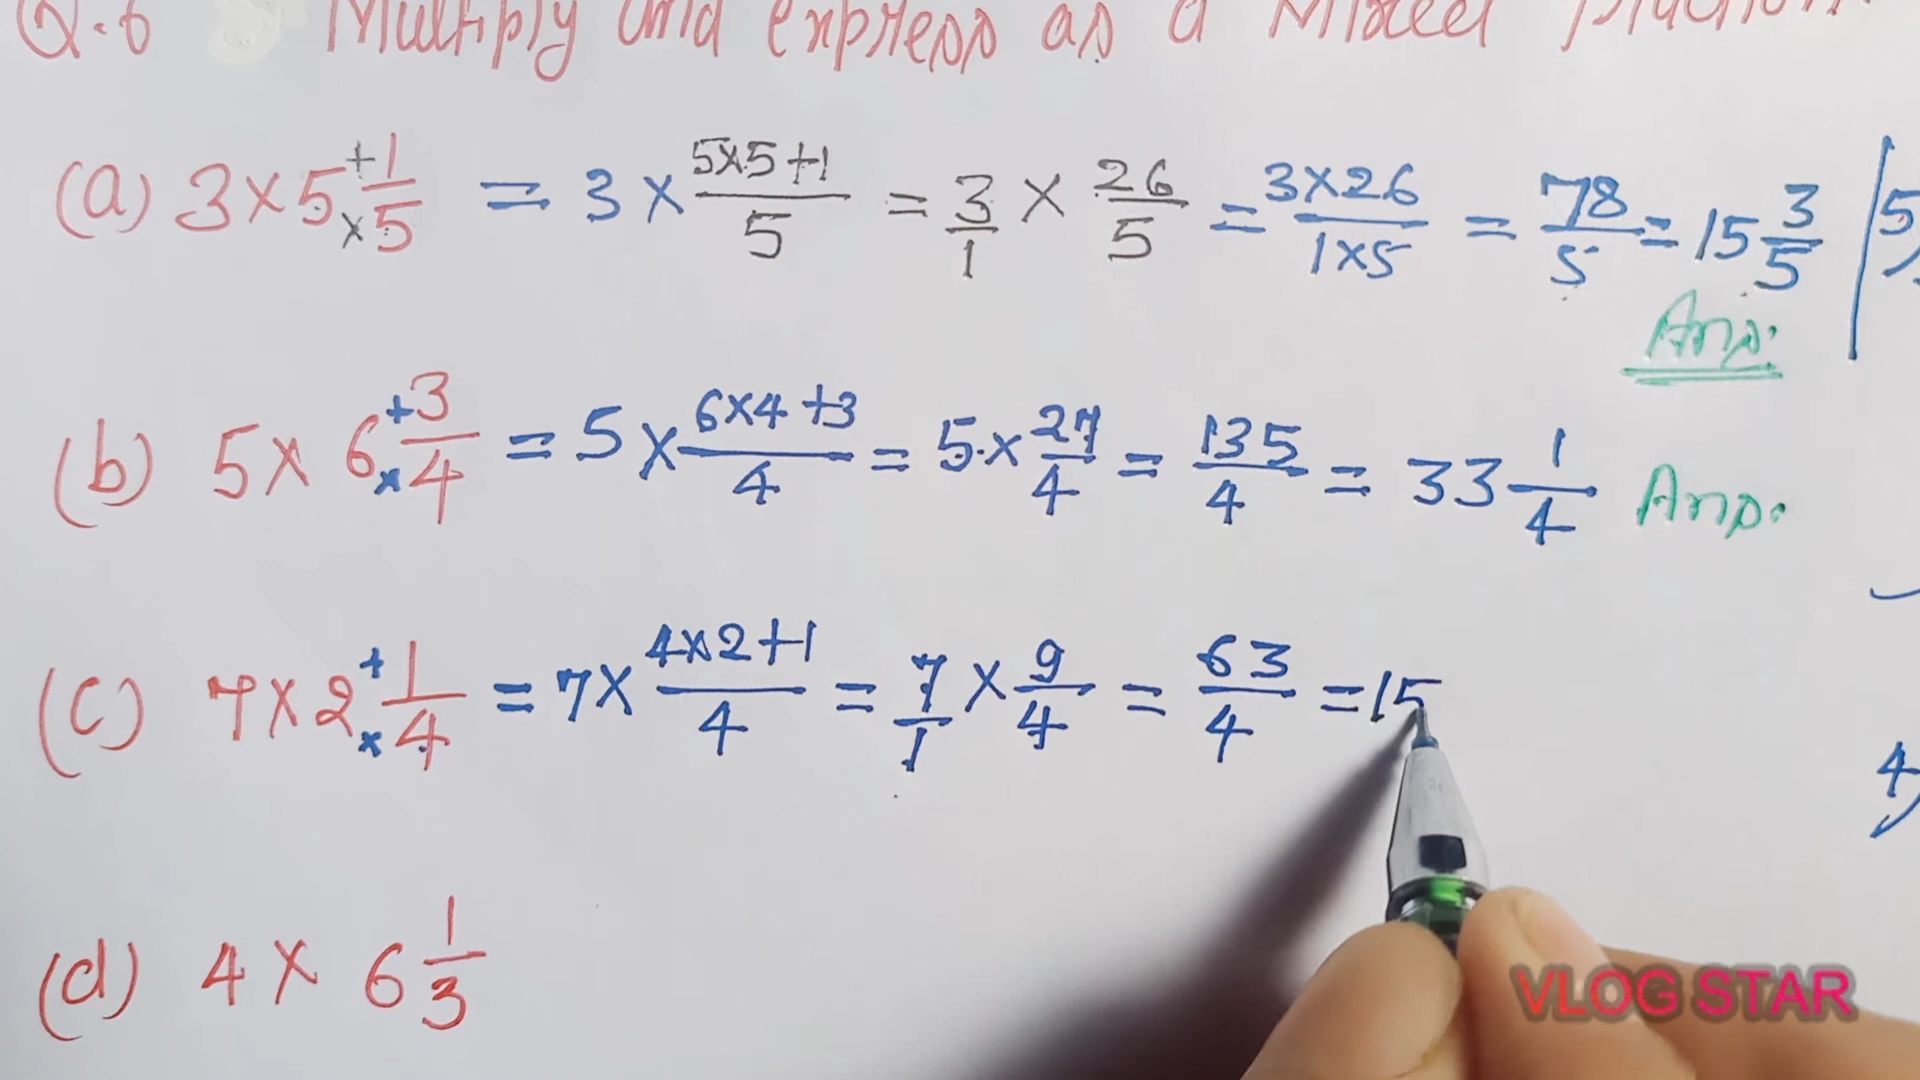 Q.6 Multiply and express as a Mixed fraction.
(a) 3 × 5 + 1/× 5 = 3 × 5×5+1/5 = 3/1 × 26/5 = 3×26/1×5 = 78/5 = 15 3/5 | 5)
Ans.
(b) 5 × 6 + 3/× 4 = 5 × 6×4+3/4 = 5 × 27/4 = 135/4 = 33 1/4 Ans.
(c) 7 × 2 + 1/× 4 = 7 × 4×2+1/4 = 7/1 × 9/4 = 63/4 = 15
4)
(d) 4 × 6 1/3
VLOG STAR